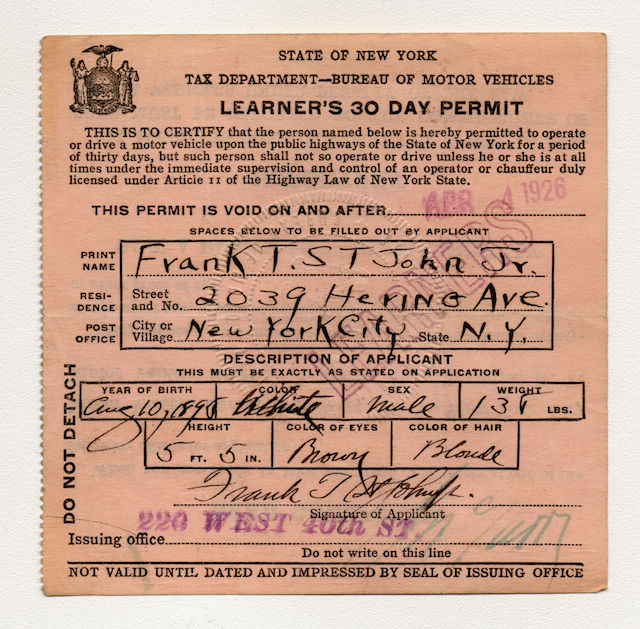 STATE OF NEW YORK
TAX DEPARTMENT—BUREAU OF MOTOR VEHICLES
LEARNER'S 30 DAY PERMIT
THIS IS TO CERTIFY that the person named below is hereby permitted to operate
or drive a motor vehicle upon the public highways of the State of New York for a period
of thirty days, but such person shall not so operate or drive unless he or she is at all
times under the immediate supervision and control of an operator or chauffeur duly
licensed under Article 11 of the Highway Law of New York State.
THIS PERMIT IS VOID ON AND AFTER APR 4 1926
SPACES BELOW TO BE FILLED OUT BY APPLICANT
PRINT NAME Frank T. ST John Jr.
RESIDENCE Street and No. 2039 Hering Ave.
POST OFFICE City or Village New York City State N.Y.
LEARNERS
DESCRIPTION OF APPLICANT
THIS MUST BE EXACTLY AS STATED ON APPLICATION
YEAR OF BIRTH COLOR SEX WEIGHT
Aug 10, White Male LBS.
HEIGHT COLOR OF EYES COLOR OF HAIR
5 FT. 5 IN. Brown Blonde
DO NOT DETACH
Frank T St John Jr.
Signature of Applicant
220 WEST 40th ST.
Issuing office
Do not write on this line
NOT VALID UNTIL DATED AND IMPRESSED BY SEAL OF ISSUING OFFICE